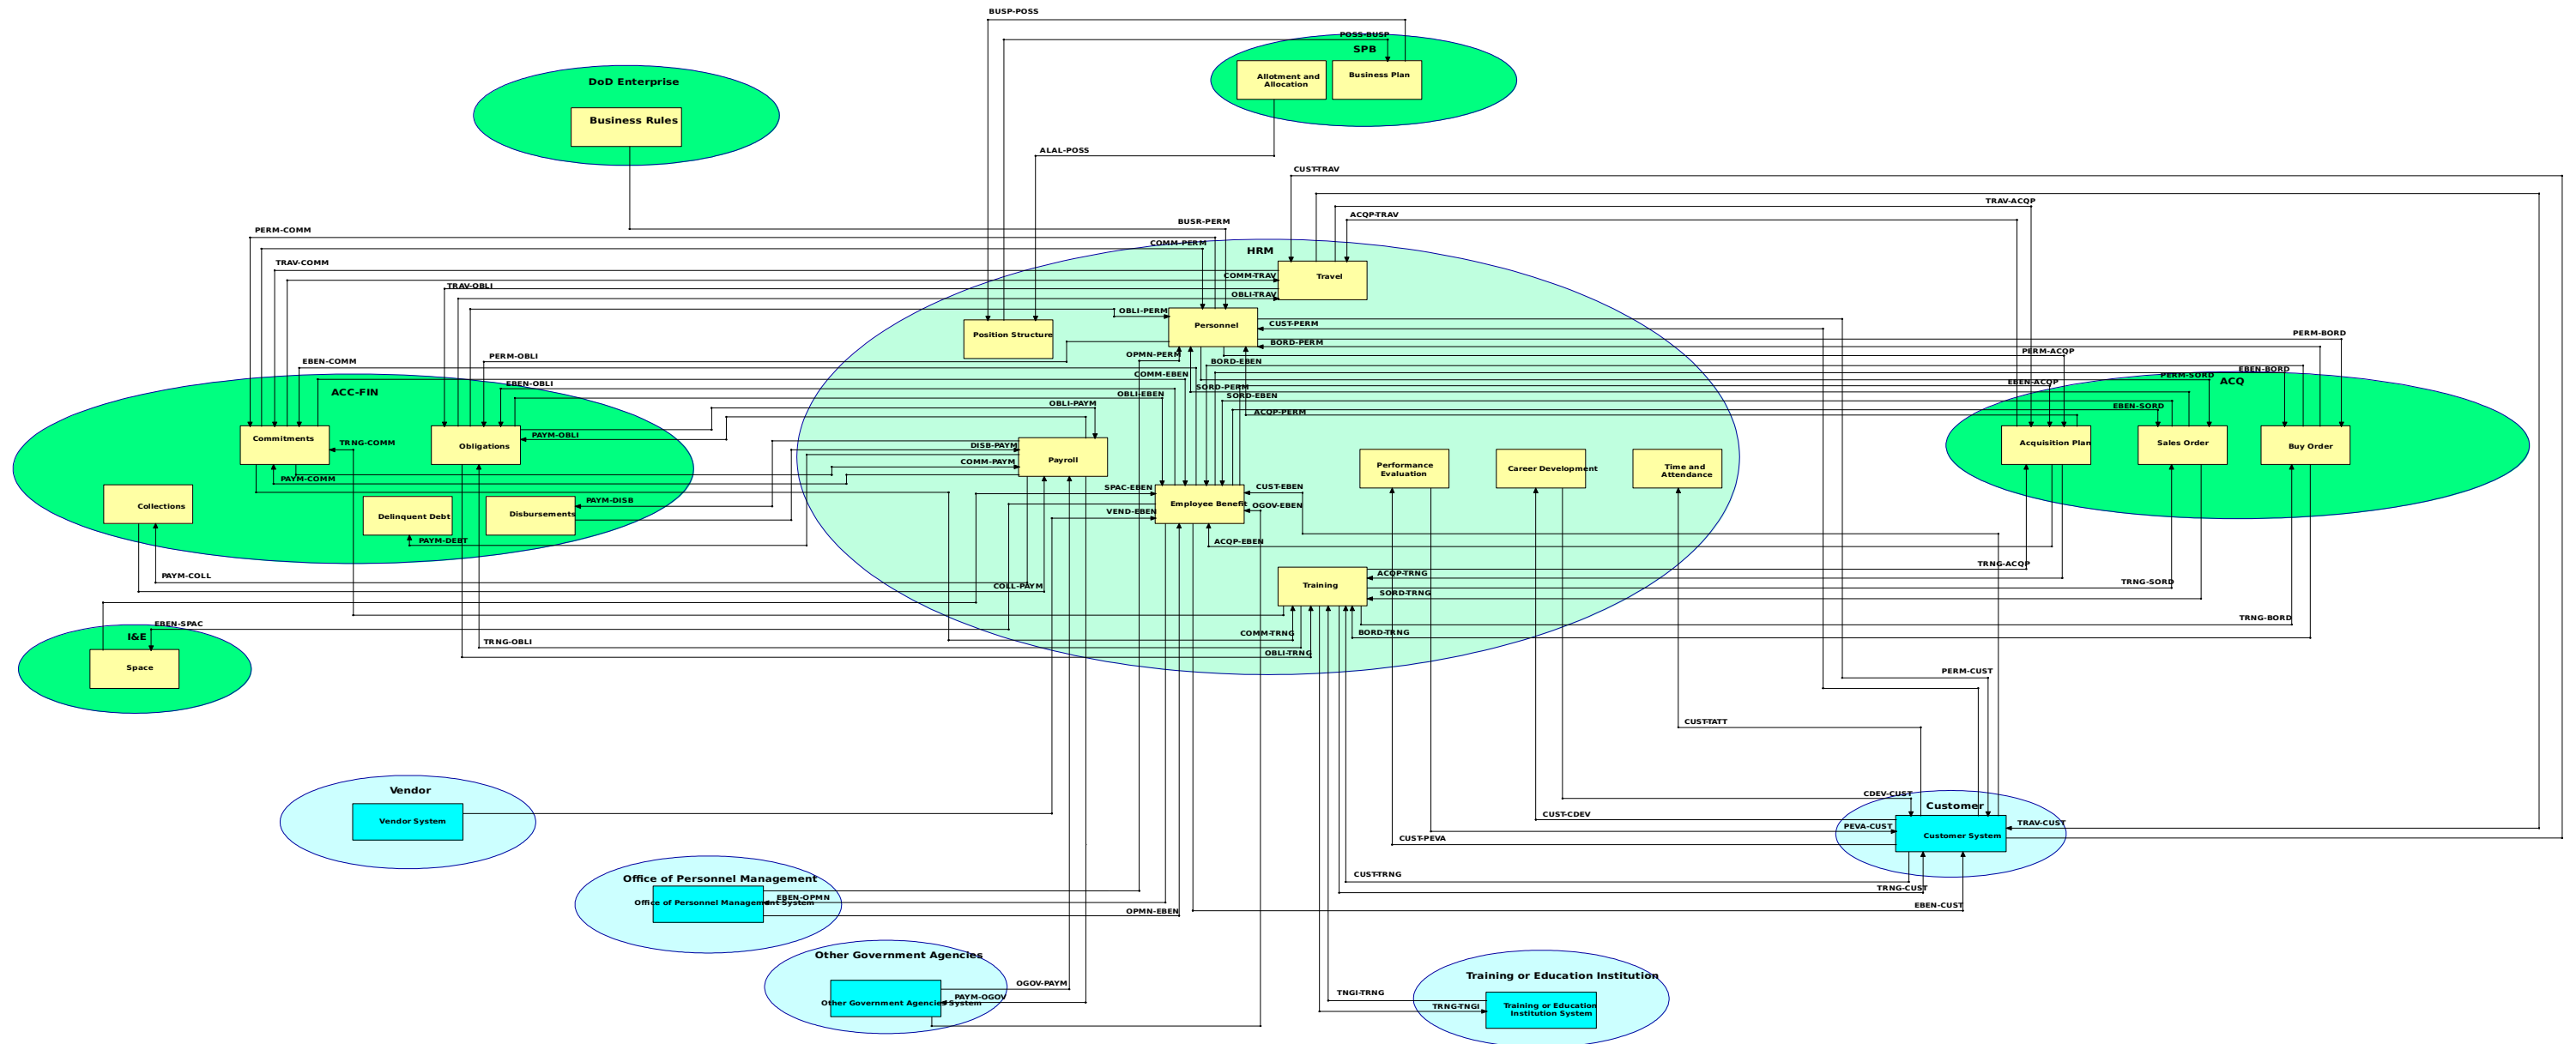 BUSP-POSS
POSS-BUSP
SPB
Allotment and
Allocation
Business Plan
DoD Enterprise
Business Rules
ALAL-POSS
CUST-TRAV
TRAV-ACQP
ACQP-TRAV
BUSR-PERM
PERM-COMM
COMM-PERM
HRM
TRAV-COMM
COMM-TRAV
Travel
TRAV-OBLI
OBLI-TRAV
OBLI-PERM
Personnel
CUST-PERM
Position Structure
PERM-BORD
BORD-PERM
PERM-ACQP
PERM-OBLI
OPMN-PERM
EBEN-COMM
BORD-EBEN
EBEN-BORD
COMM-EBEN
PERM-SORD
ACQ
EBEN-OBLI
SORD-PERM
EBEN-ACQP
ACC-FIN
OBLI-EBEN
SORD-EBEN
OBLI-PAYM
EBEN-SORD
ACQP-PERM
Commitments
TRNG-COMM
Obligations
PAYM-OBLI
DISB-PAYM
Payroll
COMM-PAYM
Performance
Evaluation
Career Development
Time and
Attendance
Acquisition Plan
Sales Order
Buy Order
PAYM-COMM
SPAC-EBEN
CUST-EBEN
PAYM-DISB
Employee Benefit
OGOV-EBEN
Collections
Delinquent Debt
Disbursements
VEND-EBEN
PAYM-DEBT
ACQP-EBEN
PAYM-COLL
COLL-PAYM
Training
TRNG-ACQP
ACQP-TRNG
TRNG-SORD
SORD-TRNG
EBEN-SPAC
TRNG-BORD
I&E
TRNG-OBLI
COMM-TRNG
BORD-TRNG
OBLI-TRNG
Space
PERM-CUST
CUST-TATT
Vendor
Vendor System
CDEV-CUST
Customer
CUST-CDEV
PEVA-CUST
TRAV-CUST
CUST-PEVA
Customer System
CUST-TRNG
TRNG-CUST
Office of Personnel Management
EBEN-OPMN
Office of Personnel Management System
OPMN-EBEN
EBEN-CUST
Other Government Agencies
OGOV-PAYM
PAYM-OGOV
Other Government Agencies System
Training or Education Institution
TNGI-TRNG
TRNG-TNGI
Training or Education
Institution System